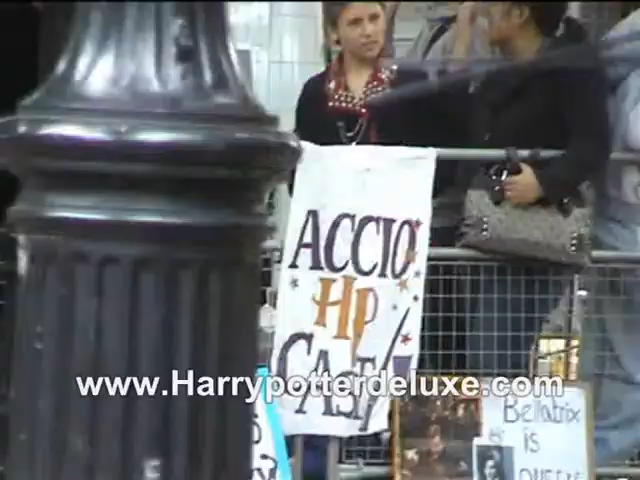 ACCIO
HP
CAST
www.Harrypotterdeluxe.com
Bellatrix
is